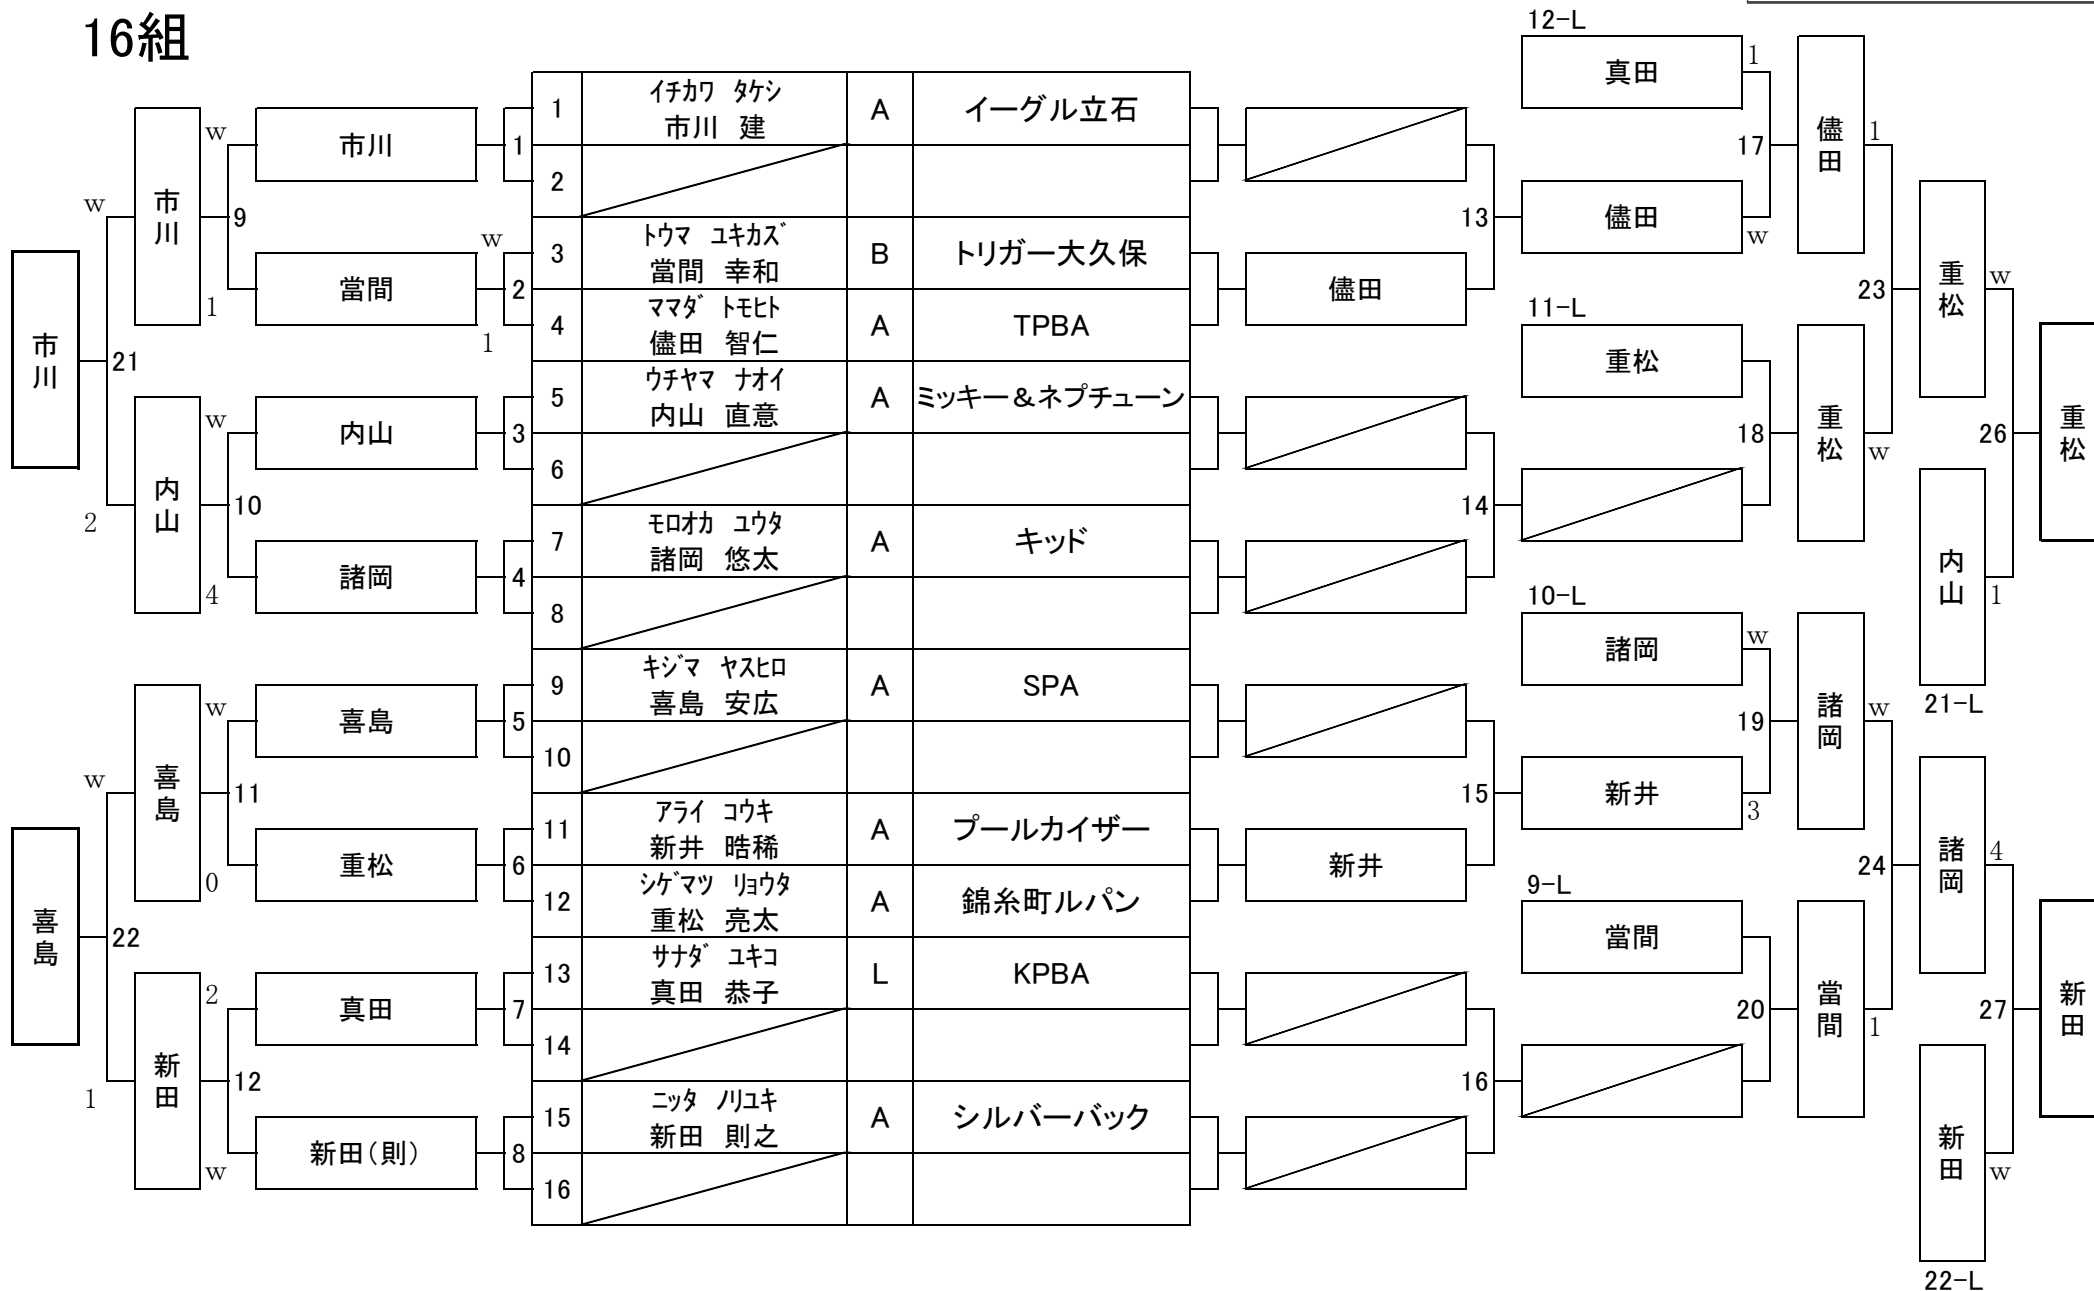 16組
1 イチカワ タケシ A イーグル立石
市川 建
2
3 トウマ ユキカズ B トリガー大久保
當間 幸和
4 ママダ トモヒト A TPBA
儘田 智仁
5 ウチヤマ ナオイ A ミッキー&ネプチューン
内山 直意
6
7 モロオカ ユウタ A キッド
諸岡 悠太
8
9 キジマ ヤスヒロ A SPA
喜島 安広
10
11 アライ コウキ A プールカイザー
新井 晧稀
12 シゲマツ リョウタ A 錦糸町ルパン
重松 亮太
13 サナダ ユキコ L KPBA
真田 恭子
14
15 ニッタ ノリユキ A シルバーバック
新田 則之
16
市川
1
當間
w
2
1
内山
3
諸岡
4
喜島
5
重松
6
真田
7
新田(則)
8
市川
w
9
1
内山
w
10
4
喜島
w
11
0
新田
2
12
w
市川
w
21
2
喜島
w
22
1
儘田
13
14
新井
15
16
12-L
真田
1
17
儘田
w
11-L
重松
18
10-L
諸岡
w
19
新井
3
9-L
當間
20
儘田
1
23
重松
w
諸岡
w
24
當間
1
重松
w
26
内山
1
21-L
諸岡
4
27
新田
w
22-L
重松
新田